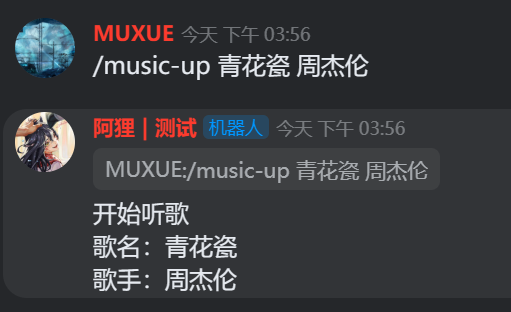 MUXUE 今天 下午 03:56
/music-up 青花瓷 周杰伦
阿狸 | 测试 机器人 今天 下午 03:56
MUXUE:/music-up 青花瓷 周杰伦
开始听歌
歌名：青花瓷
歌手：周杰伦